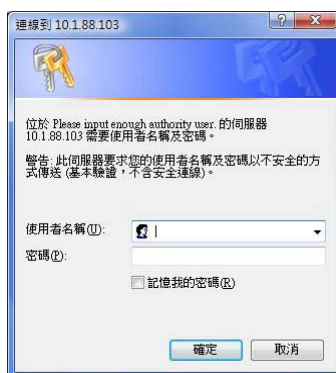 連線到 10.1.88.103
位於 Please input enough authority user. 的伺服器
10.1.88.103 需要使用者名稱及密碼。
警告: 此伺服器要求您的使用者名稱及密碼以不安全的方
式傳送 (基本驗證，不含安全連線)。
使用者名稱(U):
密碼(P):
記憶我的密碼(R)
確定 取消